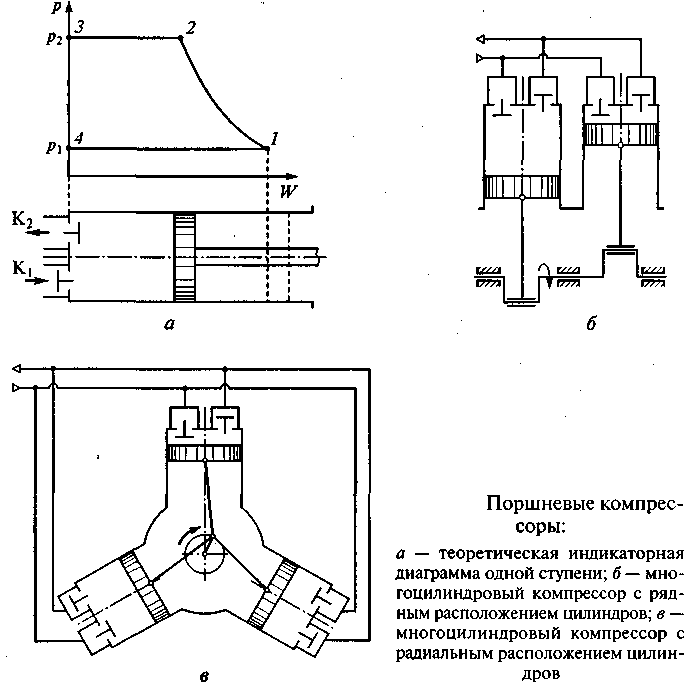 p
p₂
3
2
p₁
4
1
W
K₂
K₁
а
б
в
Поршневые компрес-
соры:
а — теоретическая индикаторная
диаграмма одной ступени; б — мно-
гоцилиндровый компрессор с ряд-
ным расположением цилиндров; в —
многоцилиндровый компрессор с
радиальным расположением цилин-
дров